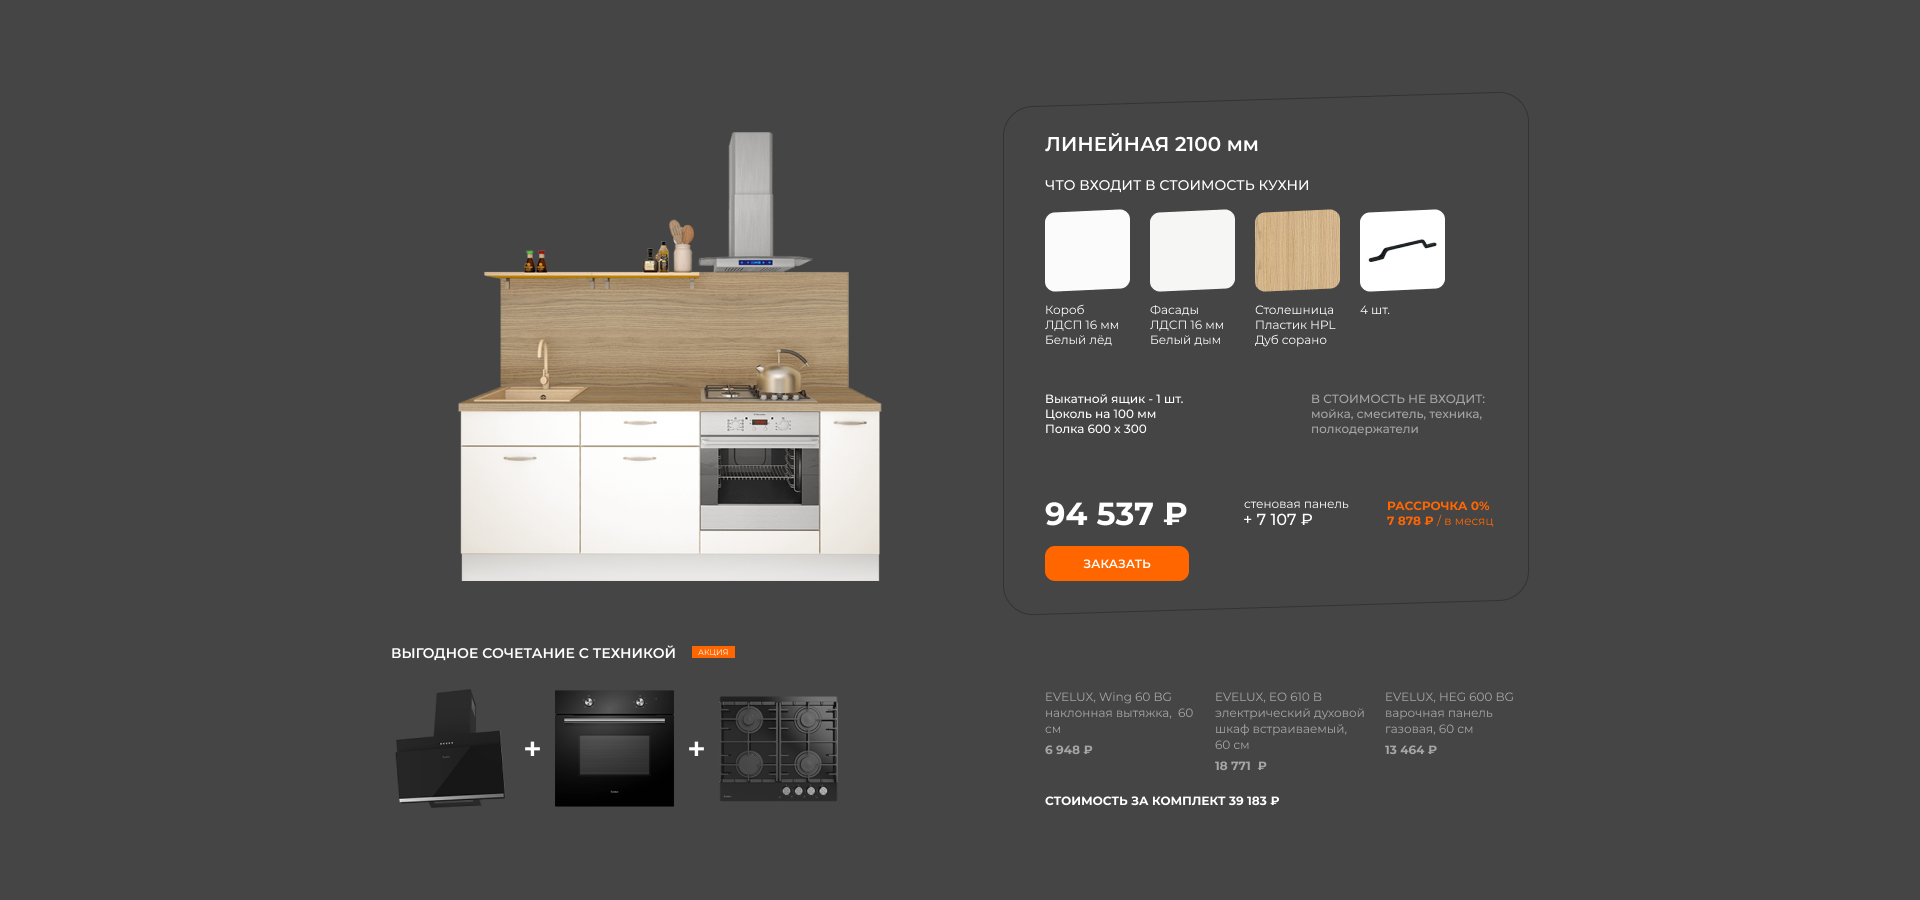 ЛИНЕЙНАЯ 2100 мм
ЧТО ВХОДИТ В СТОИМОСТЬ КУХНИ
Короб
ЛДСП 16 мм
Белый лёд
Фасады
ЛДСП 16 мм
Белый дым
Столешница
Пластик HPL
Дуб сорано
4 шт.
Выкатной ящик - 1 шт.
Цоколь на 100 мм
Полка 600 х 300
В СТОИМОСТЬ НЕ ВХОДИТ:
мойка, смеситель, техника,
полкодержатели
94 537 ₽
стеновая панель
+ 7 107 ₽
РАССРОЧКА 0%
7 878 ₽ / в месяц
ЗАКАЗАТЬ
ВЫГОДНОЕ СОЧЕТАНИЕ С ТЕХНИКОЙ
АКЦИЯ
+
+
EVELUX, Wing 60 BG
наклонная вытяжка, 60
см
6 948 ₽
EVELUX, EO 610 B
электрический духовой
шкаф встраиваемый,
60 см
18 771 ₽
EVELUX, HEG 600 BG
варочная панель
газовая, 60 см
13 464 ₽
СТОИМОСТЬ ЗА КОМПЛЕКТ 39 183 ₽